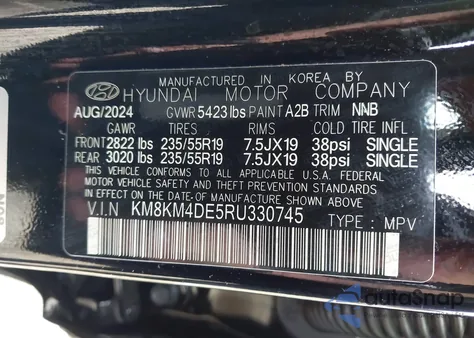 MANUFACTURED IN KOREA BY
HYUNDAI MOTOR COMPANY
AUG/2024 GVWR 5423 lbs PAINT A2B TRIM NNB
GAWR TIRES RIMS COLD TIRE INFL
FRONT 2822 lbs 235/55R19 7.5JX19 38psi SINGLE
REAR 3020 lbs 235/55R19 7.5JX19 38psi SINGLE
THIS VEHICLE CONFORMS TO ALL APPLICABLE U.S.A. FEDERAL
MOTOR VEHICLE SAFETY, BUMPER, AND THEFT PREVENTION STANDARDS
IN EFFECT ON THE DATE OF MANUFACTURE SHOWN ABOVE.
V.I.N KM8KM4DE5RU330745 TYPE : MPV
autoSnap